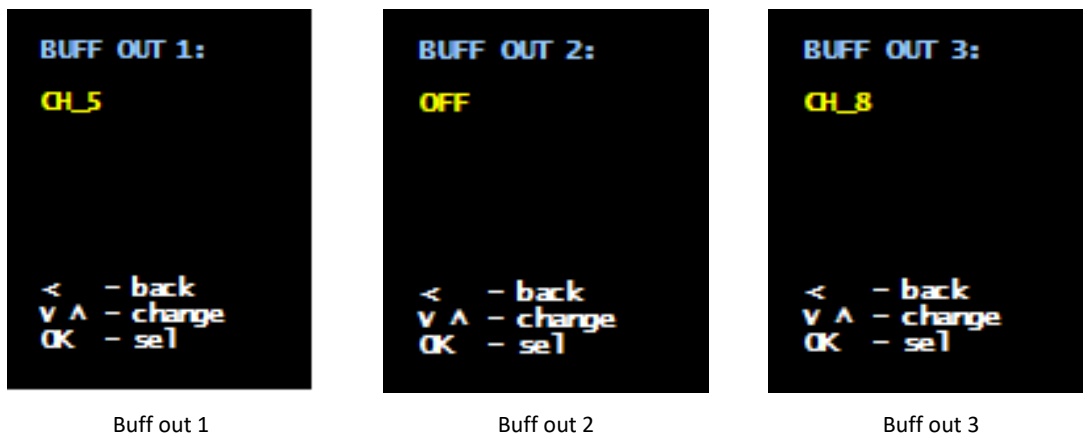 BUFF OUT 1:
CH_5
< - back
v ʌ - change
OK - sel
Buff out 1
BUFF OUT 2:
OFF
< - back
v ʌ - change
OK - sel
Buff out 2
BUFF OUT 3:
CH_8
< - back
v ʌ - change
OK - sel
Buff out 3